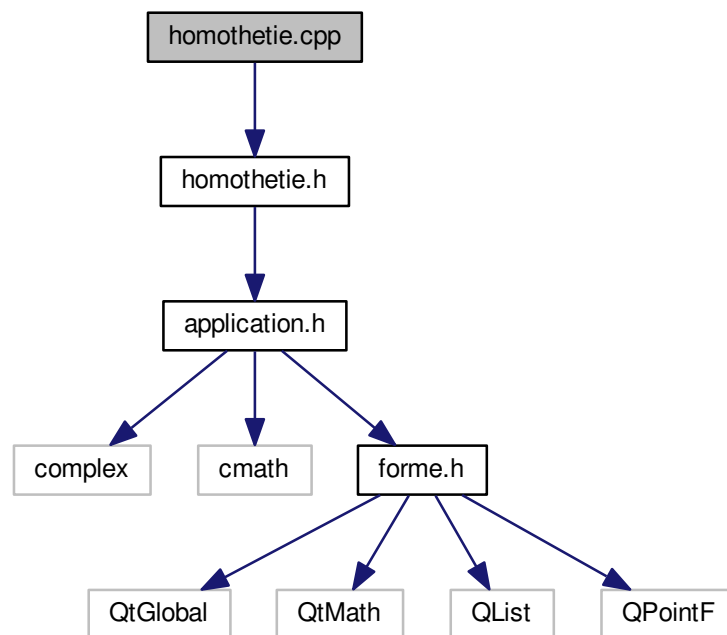 homothetie.cpp
homothetie.h
application.h
complex
cmath
forme.h
QtGlobal
QtMath
QList
QPointF